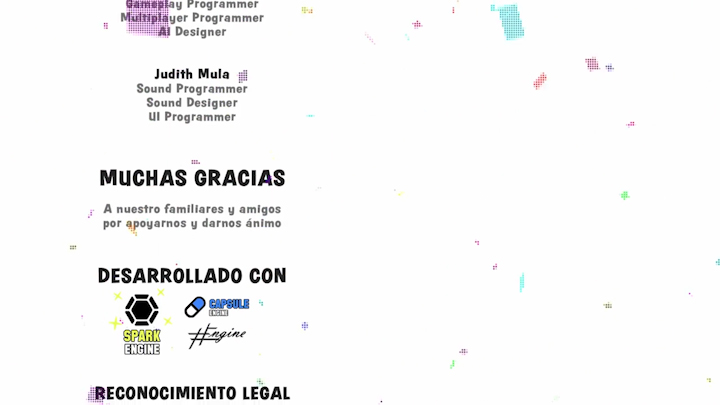 Gameplay Programmer
Multiplayer Programmer
AI Designer
Judith Mula
Sound Programmer
Sound Designer
UI Programmer
MUCHAS GRACIAS
A nuestro familiares y amigos
por apoyarnos y darnos ánimo
DESARROLLADO CON
SPARK
ENGINE
CAPSULE
ENGINE
Engine
RECONOCIMIENTO LEGAL